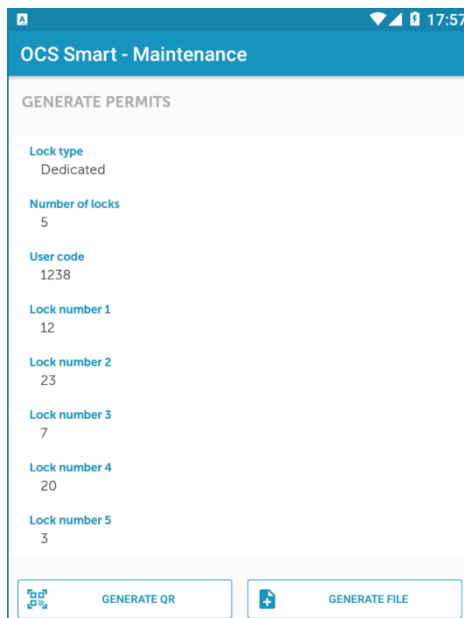 17:57
OCS Smart - Maintenance
GENERATE PERMITS
Lock type
Dedicated
Number of locks
5
User code
1238
Lock number 1
12
Lock number 2
23
Lock number 3
7
Lock number 4
20
Lock number 5
3
GENERATE QR
GENERATE FILE